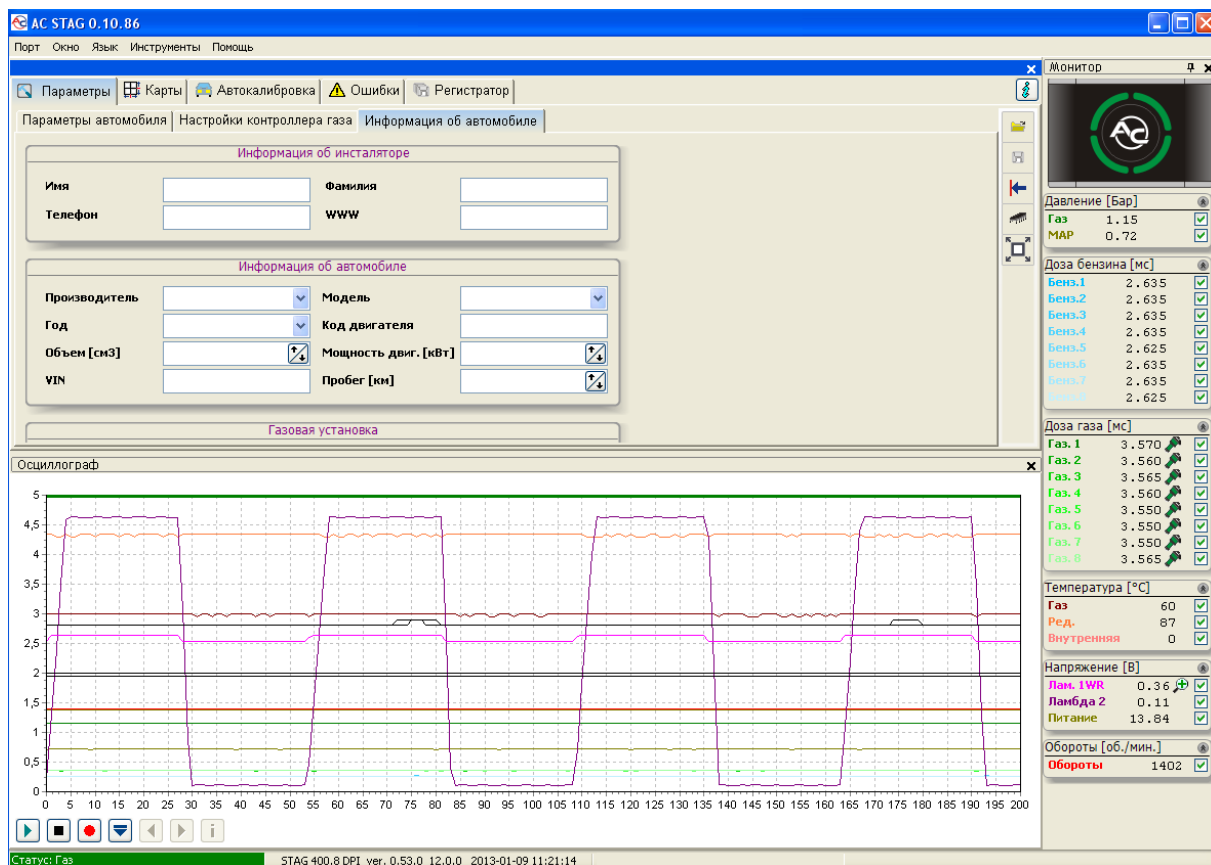 AC STAG 0.10.86
Порт Окно Язык Инструменты Помощь
Параметры Карты Автокалибровка Ошибки Регистратор
Параметры автомобиля Настройки контроллера газа Информация об автомобиле
Информация об инсталяторе
Имя Фамилия
Телефон WWW
Информация об автомобиле
Производитель Модель
Год Код двигателя
Объем [см3] Мощность двиг. [кВт]
VIN Пробег [км]
Газовая установка
Осциллограф
5
4,5
4
3,5
3
2,5
2
1,5
1
0,5
0
0 5 10 15 20 25 30 35 40 45 50 55 60 65 70 75 80 85 90 95 100 105 110 115 120 125 130 135 140 145 150 155 160 165 170 175 180 185 190 195 200
Монитор
AC
Давление [Бар]
Газ 1.15
MAP 0.72
Доза бензина [мс]
Бенз.1 2.635
Бенз.2 2.635
Бенз.3 2.635
Бенз.4 2.635
Бенз.5 2.625
Бенз.6 2.635
Бенз.7 2.635
Бенз.8 2.625
Доза газа [мс]
Газ. 1 3.570
Газ. 2 3.560
Газ. 3 3.565
Газ. 4 3.560
Газ. 5 3.550
Газ. 6 3.550
Газ. 7 3.550
Газ. 8 3.565
Температура [°C]
Газ 60
Ред. 87
Внутренняя 0
Напряжение [В]
Лам. 1WR 0.36
Ламбда 2 0.11
Питание 13.84
Обороты [об./мин.]
Обороты 1402
Статус: Газ STAG 400.8 DPI ver. 0.53.0 12.0.0 2013-01-09 11:21:14